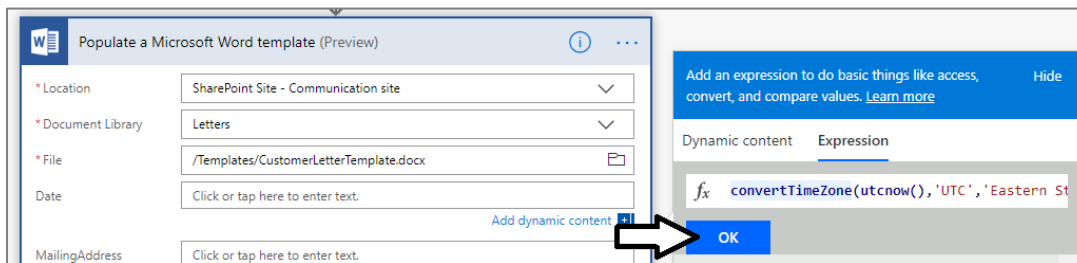 Populate a Microsoft Word template (Preview)
* Location
SharePoint Site - Communication site
* Document Library
Letters
* File
/Templates/CustomerLetterTemplate.docx
Date
Click or tap here to enter text.
Add dynamic content
MailingAddress
Click or tap here to enter text.
Add an expression to do basic things like access,
convert, and compare values. Learn more
Hide
Dynamic content Expression
fx convertTimeZone(utcnow(),'UTC','Eastern St
OK